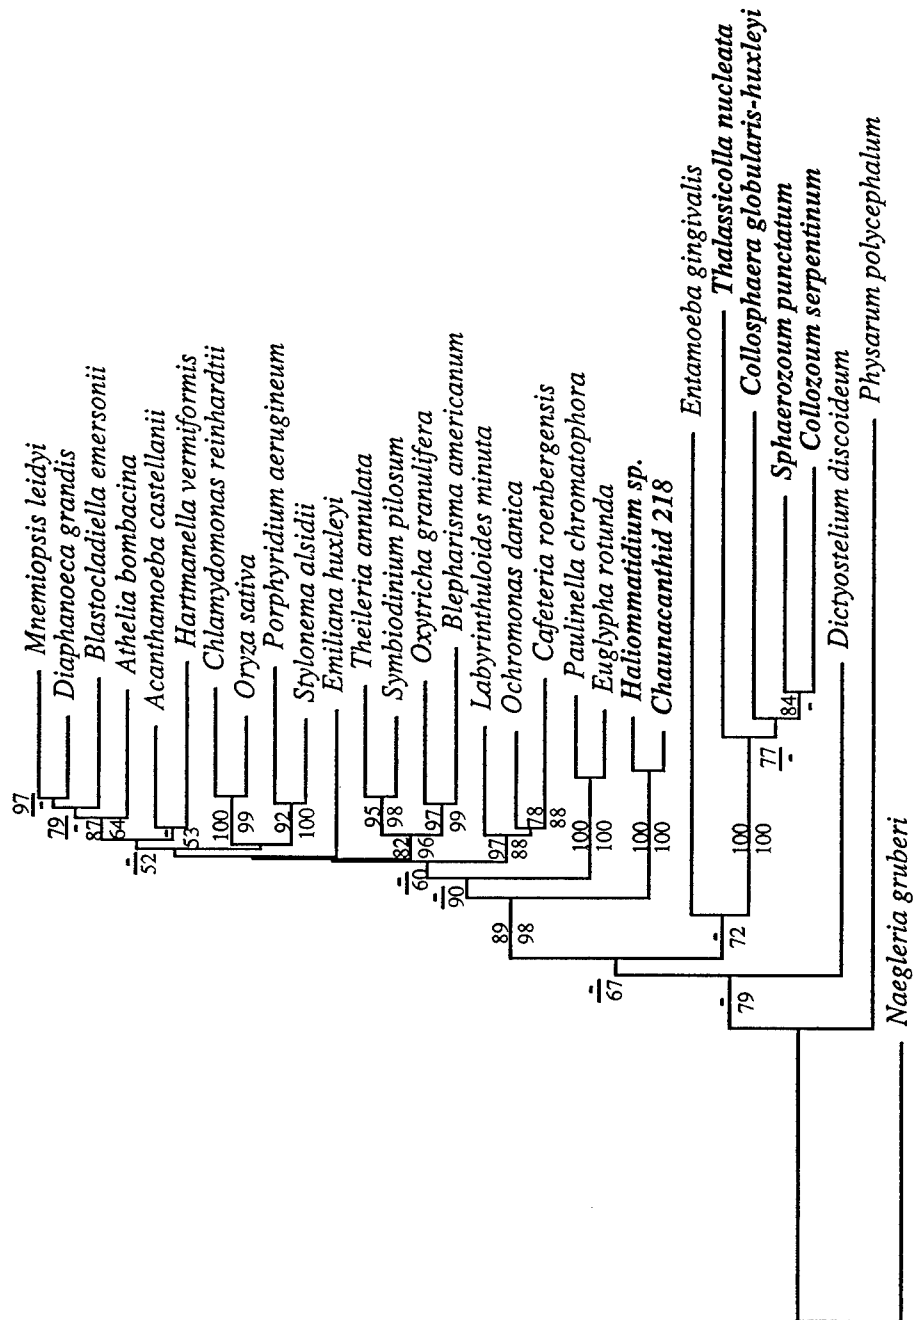 Mnemiopsis leidyi
Diaphanoeca grandis
Blastocladiella emersonii
Athelia bombacina
Acanthamoeba castellanii
Hartmanella vermiformis
Chlamydomonas reinhardtii
Oryza sativa
Porphyridium aerugineum
Stylonema alsidii
Emiliana huxleyi
Theileria annulata
Symbiodinium pilosum
Oxytricha granulifera
Blepharisma americanum
Labyrinthuloides minuta
Ochromonas danica
Cafeteria roenbergensis
Paulinella chromatophora
Euglypha rotunda
Haliommatidium sp.
Chaunacanthid 218
Entamoeba gingivalis
Thalassicolla nucleata
Collosphaera globularis-huxleyi
Sphaerozoum punctatum
Collozoum serpentinum
Dictyostelium discoideum
Physarum polycephalum
Naegleria gruberi
97
-
79
-
87
64
-
52
-
53
100
99
92
100
95
98
82
96
97
99
97
88
78
88
-
60
100
100
-
90
100
100
89
98
-
67
-
72
100
100
77
-
84
-
-
79